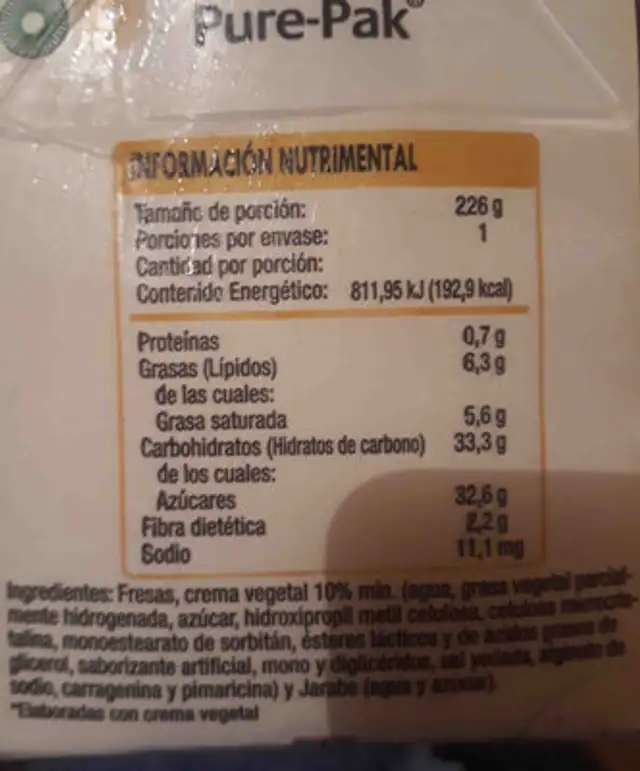 Pure-Pak®
INFORMACIÓN NUTRIMENTAL
Tamaño de porción: 226 g
Porciones por envase: 1
Cantidad por porción:
Contenido Energético: 811,95 kJ (192,9 kcal)
Proteínas 0,7 g
Grasas (Lípidos) 6,3 g
de las cuales:
Grasa saturada 5,6 g
Carbohidratos (Hidratos de carbono) 33,3 g
de los cuales:
Azúcares 32,6 g
Fibra dietética 2,2 g
Sodio 11,1 mg
Ingredientes: Fresas, crema vegetal 10% min. (agua, grasa vegetal parcial-
mente hidrogenada, azúcar, hidroxipropil metil celulosa, celulosa microcris-
talina, monoestearato de sorbitán, ésteres lácticos y de ácidos grasos de
glicerol, saborizante artificial, mono y diglicéridos, sal yodada, alginato de
sodio, carragenina y pimaricina) y Jarabe (agua y azúcar).
"Elaboradas con crema vegetal